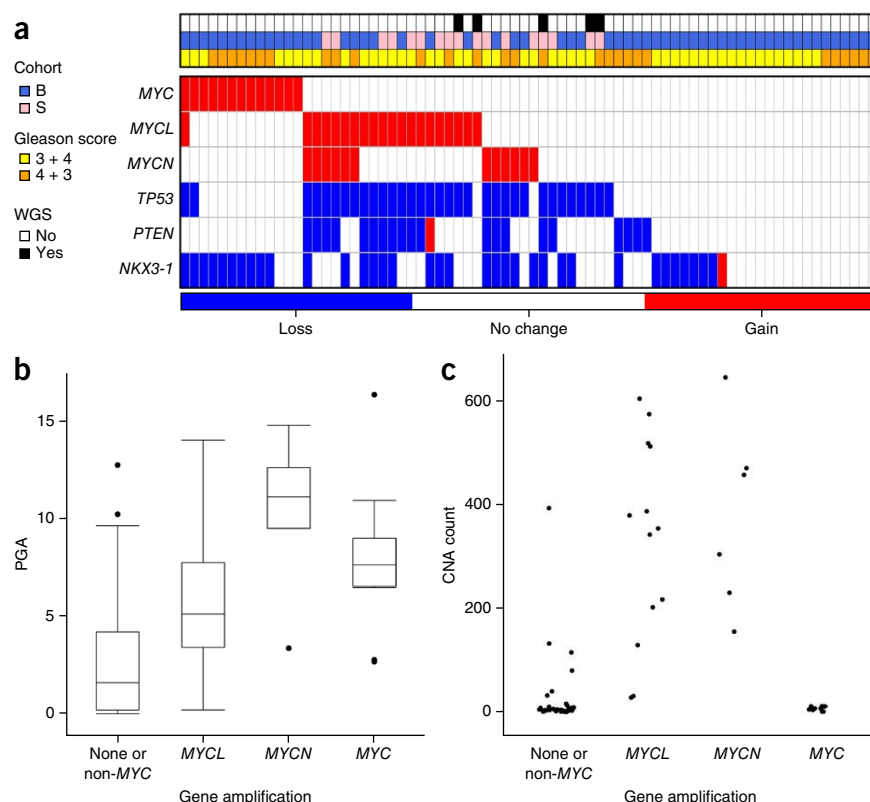 a
Cohort
B
S
Gleason score
3 + 4
4 + 3
WGS
No
Yes
MYC
MYCL
MYCN
TP53
PTEN
NKX3-1
Loss No change Gain
b
PGA
15
10
5
0
None or non-MYC MYCL MYCN MYC
Gene amplification
c
CNA count
600
400
200
0
None or non-MYC MYCL MYCN MYC
Gene amplification